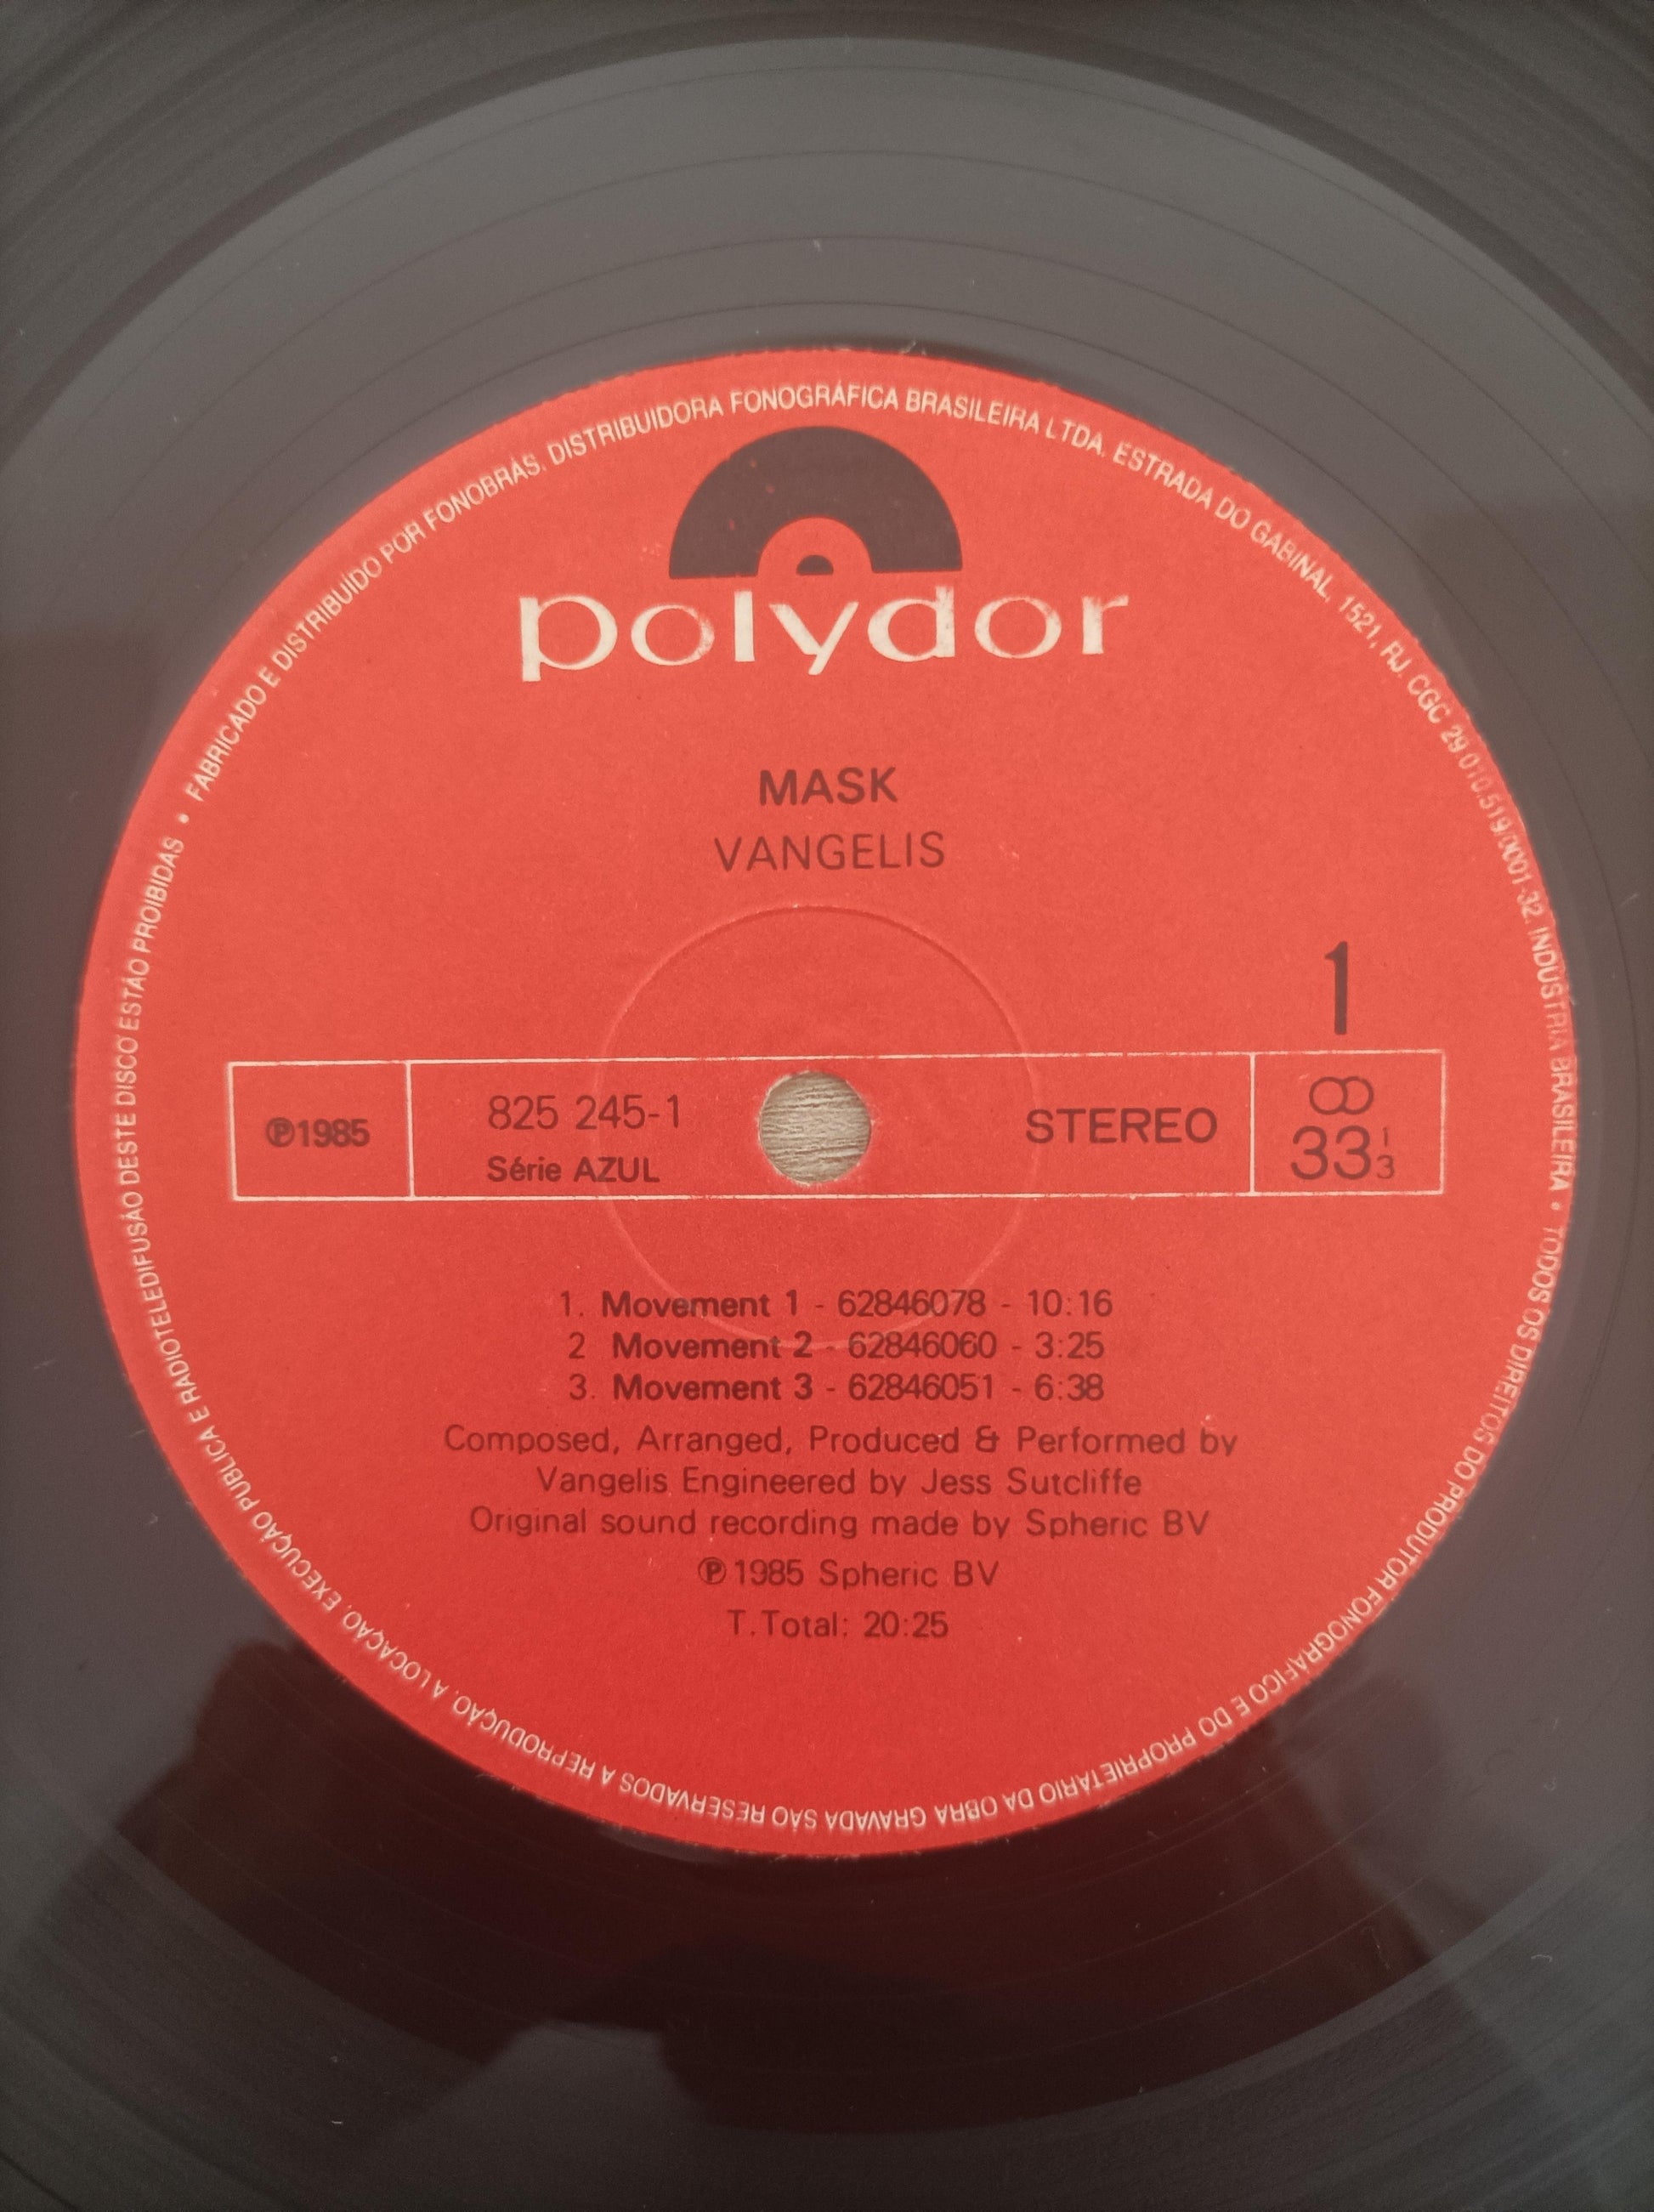 FABRICADO E DISTRIBUÍDO POR FONOBRÁS. DISTRIBUIDORA FONOGRÁFICA BRASILEIRA LTDA. ESTRADA DO GABINAL, 1521, RJ. CGC 29 010.519/0001-32. INDÚSTRIA BRASILEIRA • TODOS OS DIREITOS DO PRODUTOR FONOGRÁFICO E DO PROPRIETÁRIO DA OBRA GRAVADA SÃO RESERVADOS A REPRODUÇÃO. A LOCAÇÃO. EXECUÇÃO PÚBLICA E RADIOTELEDIFUSÃO DESTE DISCO ESTÃO PROIBIDAS •
polydor
MASK
VANGELIS
1
℗1985
825 245-1
Série AZUL
STEREO
33 1/3
1. Movement 1 - 62846078 - 10:16
2 Movement 2 - 62846060 - 3:25
3. Movement 3 - 62846051 - 6:38
Composed, Arranged, Produced & Performed by
Vangelis Engineered by Jess Sutcliffe
Original sound recording made by Spheric BV
℗1985 Spheric BV
T.Total: 20:25